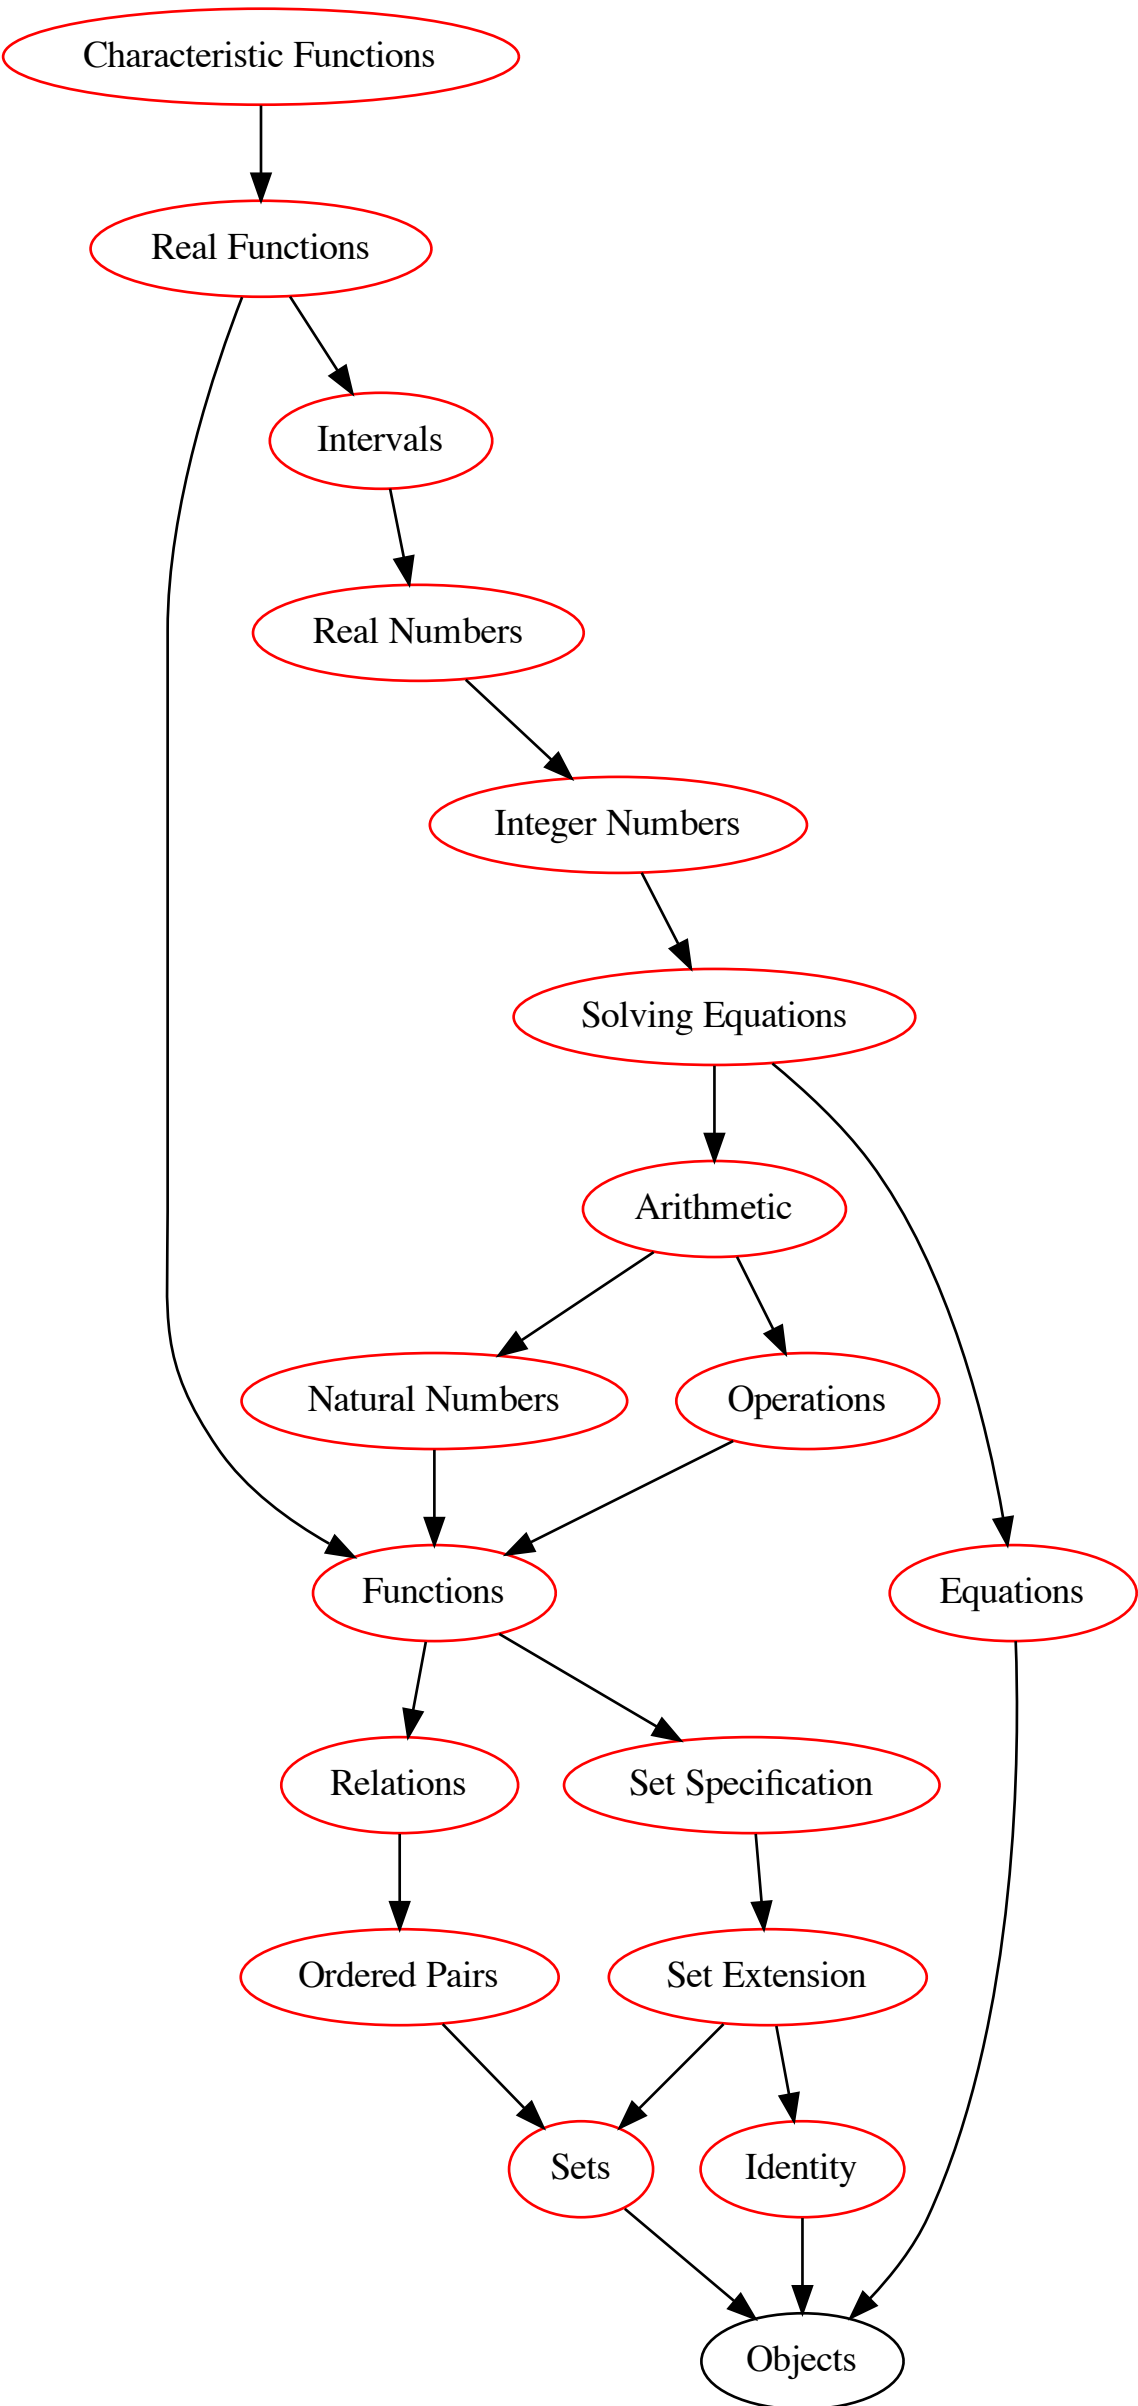 Characteristic Functions
Real Functions
Intervals
Real Numbers
Integer Numbers
Solving Equations
Arithmetic
Natural Numbers
Operations
Functions
Equations
Relations
Set Specification
Ordered Pairs
Set Extension
Sets
Identity
Objects